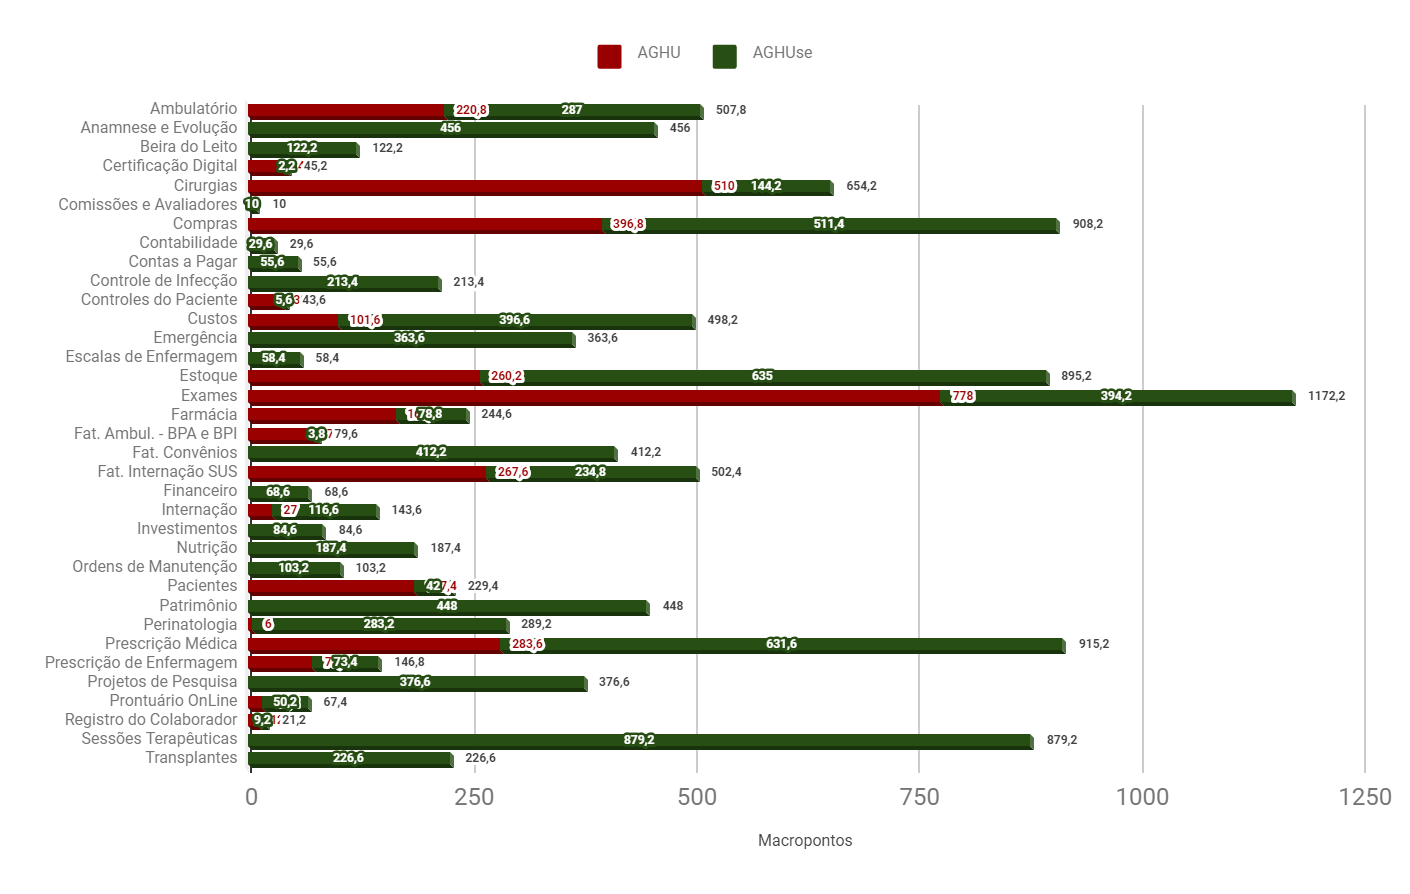 AGHU AGHUse
Ambulatório 220,8 287 507,8
Anamnese e Evolução 456 456
Beira do Leito 122,2 122,2
Certificação Digital 2,2 45,2
Cirurgias 510 144,2 654,2
Comissões e Avaliadores 10 10
Compras 396,8 511,4 908,2
Contabilidade 29,6 29,6
Contas a Pagar 55,6 55,6
Controle de Infecção 213,4 213,4
Controles do Paciente 5,6 43,6
Custos 101,6 396,6 498,2
Emergência 363,6 363,6
Escalas de Enfermagem 58,4 58,4
Estoque 260,2 635 895,2
Exames 778 394,2 1172,2
Farmácia 78,8 244,6
Fat. Ambul. - BPA e BPI 3,8 79,6
Fat. Convênios 412,2 412,2
Fat. Internação SUS 267,6 234,8 502,4
Financeiro 68,6 68,6
Internação 27 116,6 143,6
Investimentos 84,6 84,6
Nutrição 187,4 187,4
Ordens de Manutenção 103,2 103,2
Pacientes 42 229,4
Patrimônio 448 448
Perinatologia 6 283,2 289,2
Prescrição Médica 283,6 631,6 915,2
Prescrição de Enfermagem 73,4 146,8
Projetos de Pesquisa 376,6 376,6
Prontuário OnLine 50,2 67,4
Registro do Colaborador 9,2 21,2
Sessões Terapêuticas 879,2 879,2
Transplantes 226,6 226,6
0 250 500 750 1000 1250
Macropontos